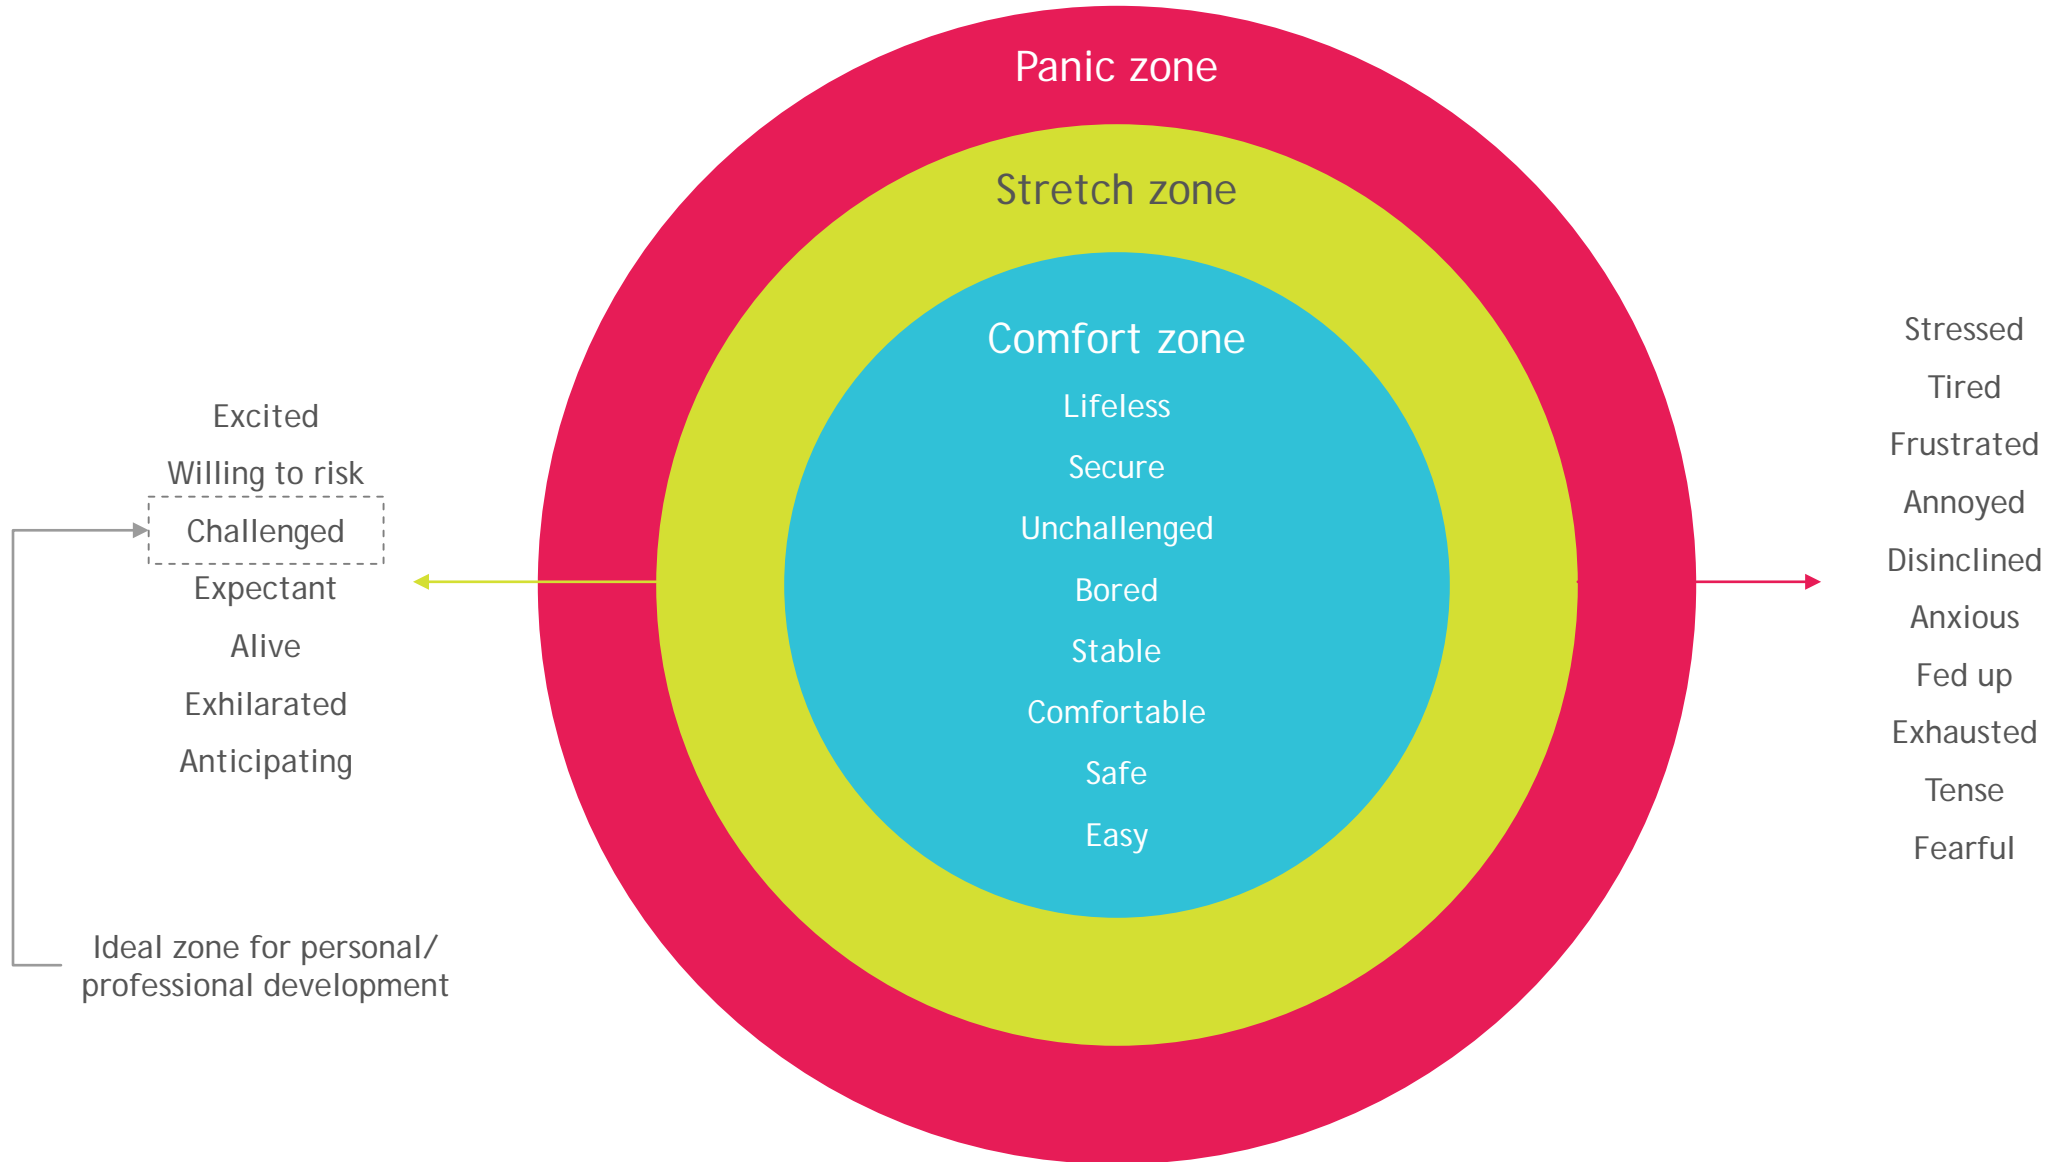 Panic zone
Stretch zone
Comfort zone
Lifeless
Secure
Unchallenged
Bored
Stable
Comfortable
Safe
Easy
Excited
Willing to risk
Challenged
Expectant
Alive
Exhilarated
Anticipating
Ideal zone for personal/
professional development
Stressed
Tired
Frustrated
Annoyed
Disinclined
Anxious
Fed up
Exhausted
Tense
Fearful